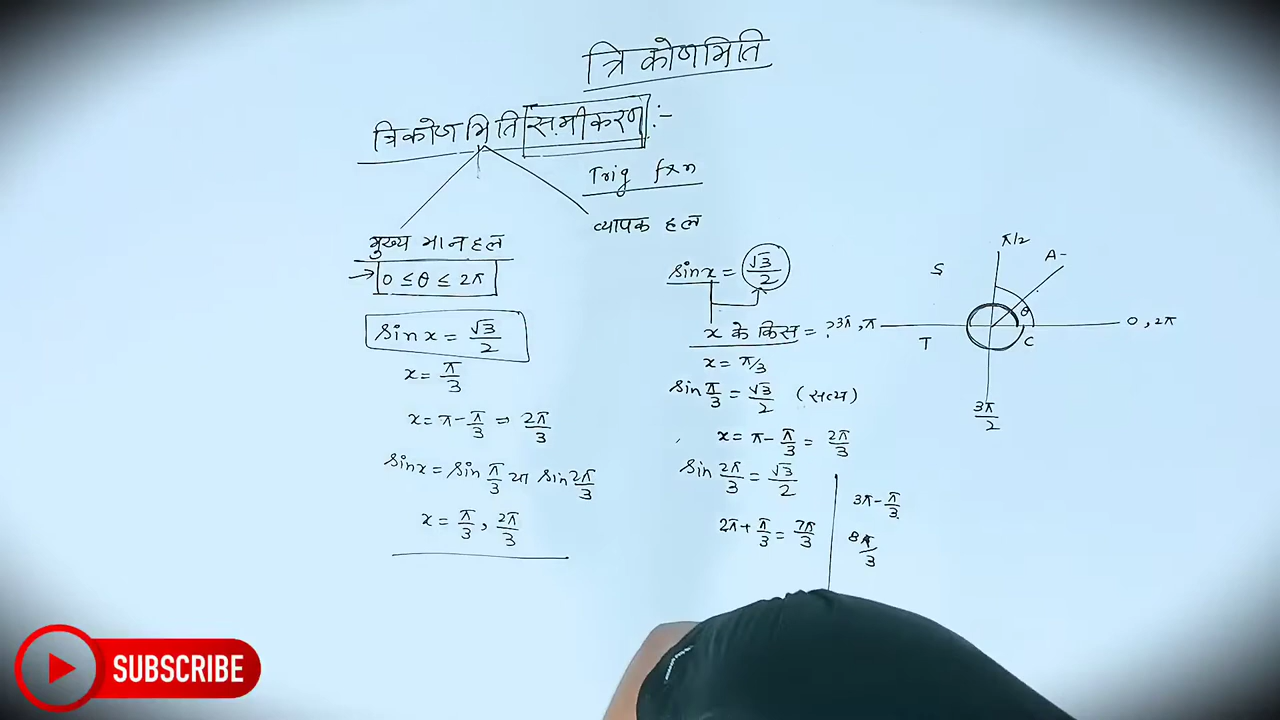 त्रिकोणमिति
त्रिकोणमिति समीकरण :-
Trig fxn
मुख्य मान हल
व्यापक हल
→ 0 ≤ θ ≤ 2π
sin x = √3/2
x = π/3
x = π - π/3 ⇒ 2π/3
sin x = sin π/3 या sin 2π/3
x = π/3, 2π/3
sin x = √3/2
x के किस = ?
x = π/3
sin π/3 = √3/2 (सत्य)
x = π - π/3 = 2π/3
sin 2π/3 = √3/2
2π + π/3 = 7π/3
3π - π/3
8π/3
π/2
S
A
θ
3π, π
0, 2π
T
C
3π/2
SUBSCRIBE